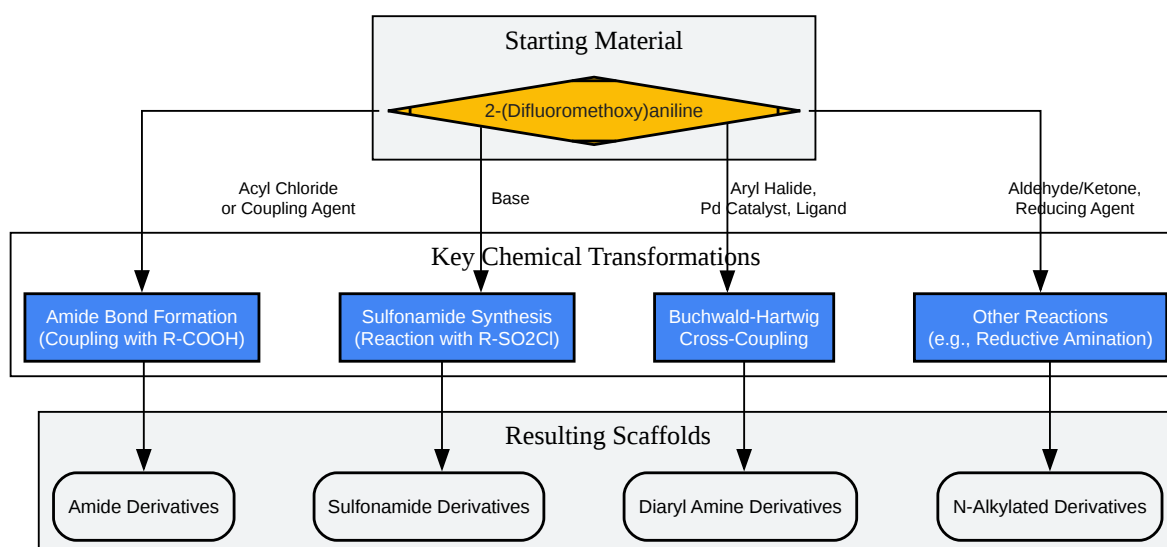 Starting Material
2-(Difluoromethoxy)aniline
Acyl Chloride
or Coupling Agent
Base
Aryl Halide,
Pd Catalyst, Ligand
Aldehyde/Ketone,
Reducing Agent
Key Chemical Transformations
Amide Bond Formation
(Coupling with R-COOH)
Sulfonamide Synthesis
(Reaction with R-SO2Cl)
Buchwald-Hartwig
Cross-Coupling
Other Reactions
(e.g., Reductive Amination)
Resulting Scaffolds
Amide Derivatives
Sulfonamide Derivatives
Diaryl Amine Derivatives
N-Alkylated Derivatives